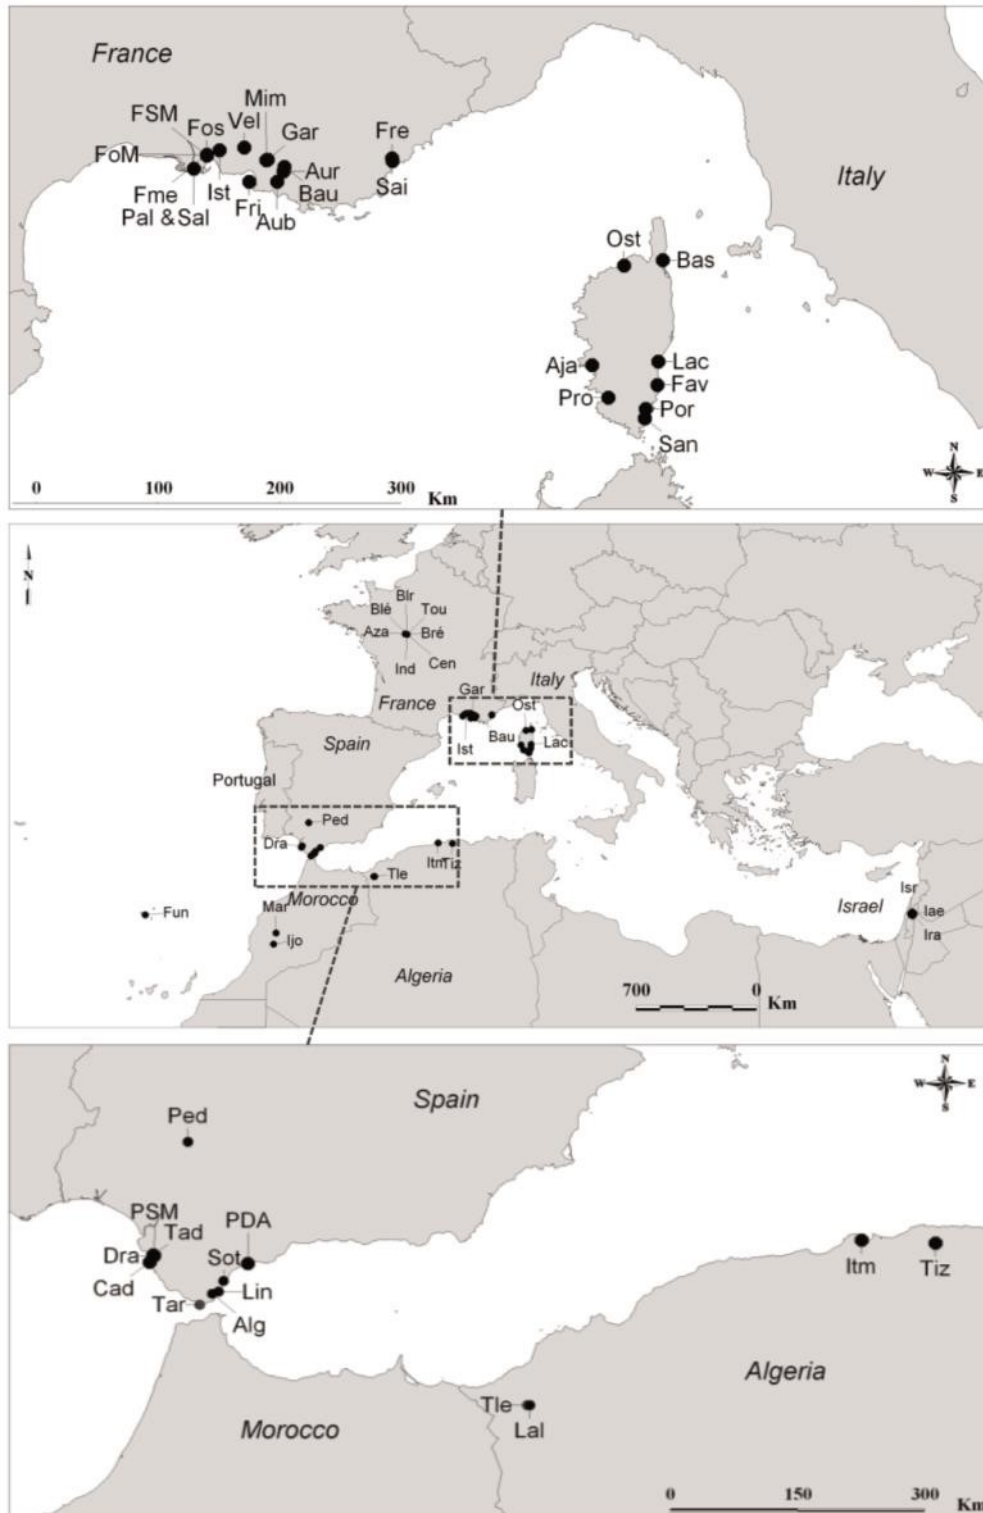 France
Mim
FSM
Vel
Fos
Gar
Fre
FoM
Aur
Italy
Ist
Bau
Sai
Fme
Fri
Pal & Sal
Aub
Ost
Bas
Aja
Lac
Fav
Pro
Por
San
N
W E
S
0 100 200 300 Km
N
Blr
Blé Tou
Aza Bré
Ind Cen
Gar Italy
France Ost
Spain
Ist Bau Lac
Portugal
Ped
Dra
Itm Tiz
Tle
Isr
Morocco
Fun Mar
Israel Iae
Ijo Ira
Algeria
700 0
Km
Spain
N
W E
S
Ped
PSM
Tad PDA
Dra Sot
Cad Lin
Itm Tiz
Tar
Alg
Algeria
Tle
Lal
Morocco
0 150 300
Km